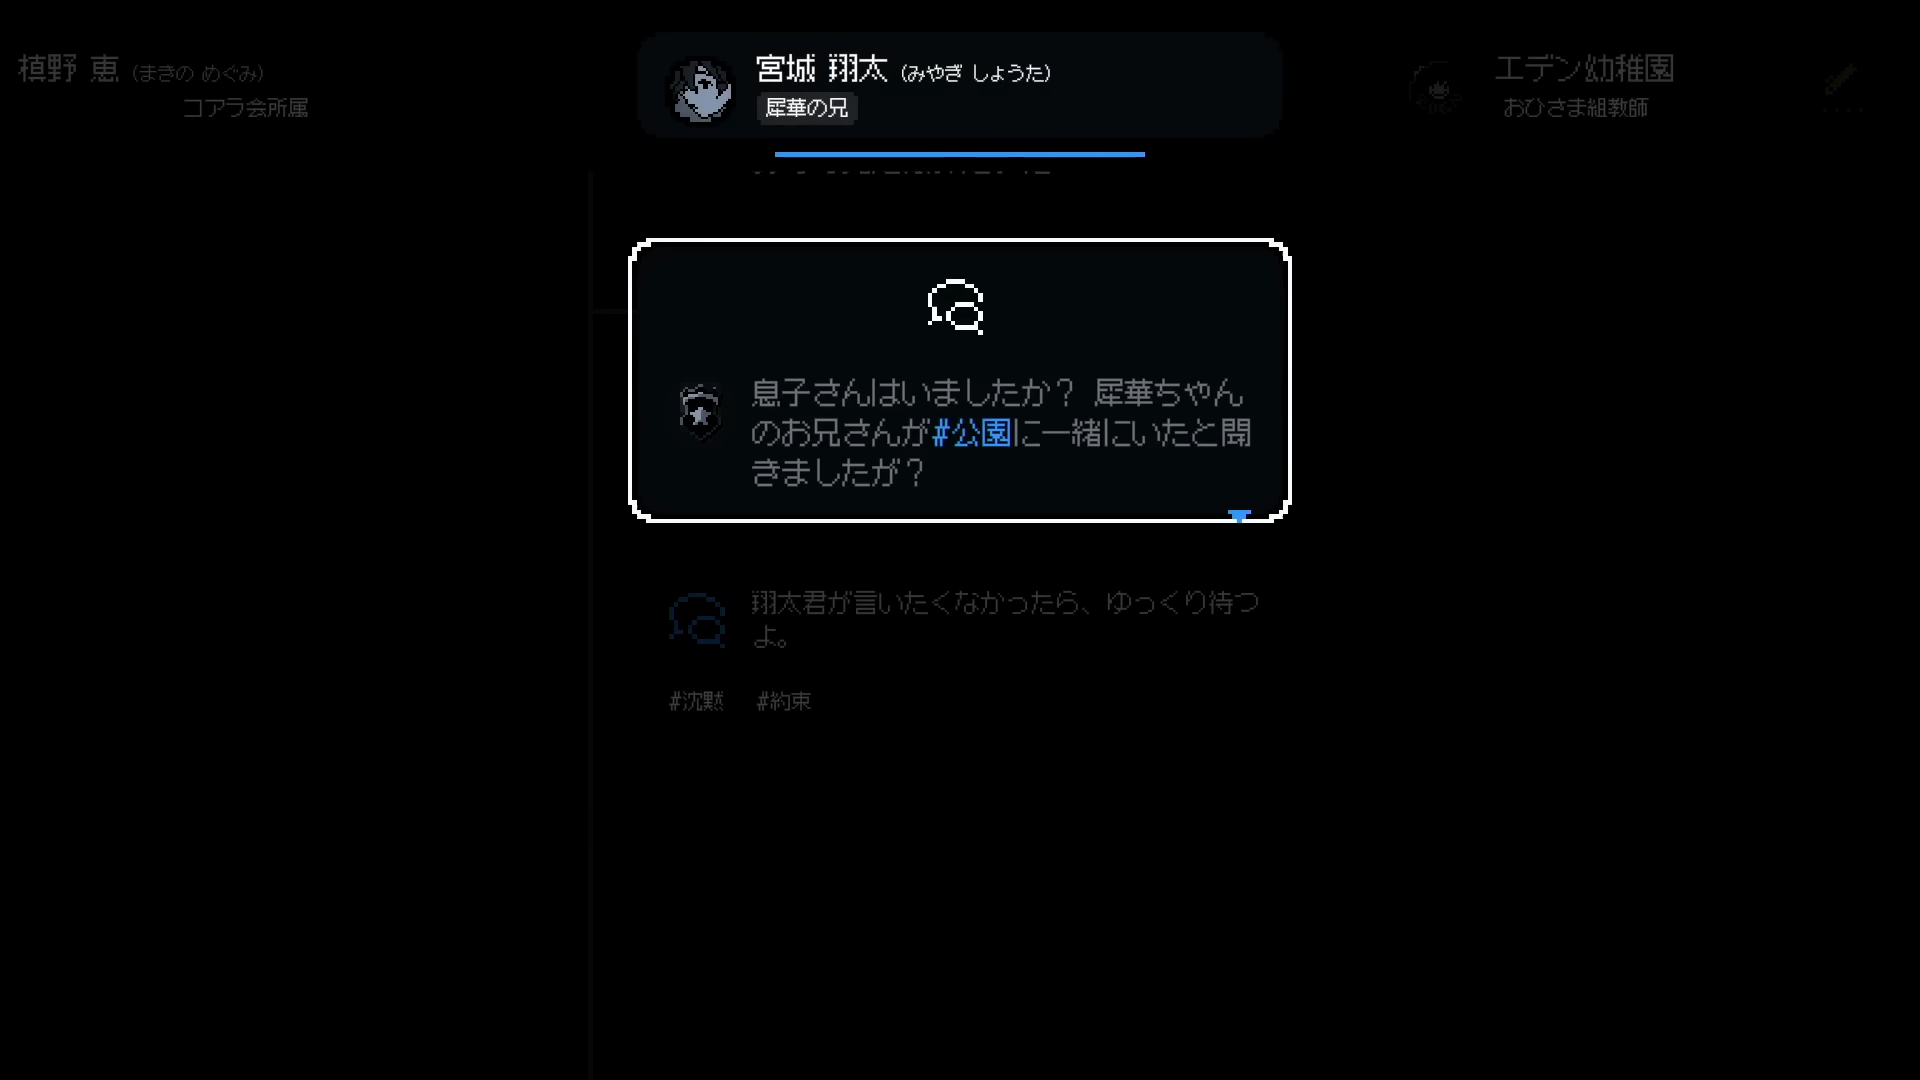 槙野 恵 (まきの めぐみ)
コアラ会所属
宮城 翔太 (みやぎ しょうた)
犀華の兄
エデン幼稚園
おひさま組教師
息子さんはいましたか？ 犀華ちゃん
のお兄さんが#公園に一緒にいたと聞
きましたが？
翔太君が言いたくなかったら、ゆっくり待つ
よ。
#沈黙 #約束